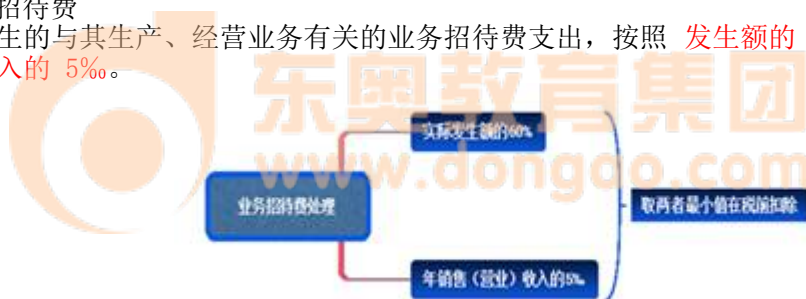 招待费
生的与其生产、经营业务有关的业务招待费支出，按照 发生额的
入的 5‰。
东奥教育集团
www.dongao.com
实际发生额的60%
业务招待费处理
取两者最小值在税前扣除
年销售（营业）收入的5‰